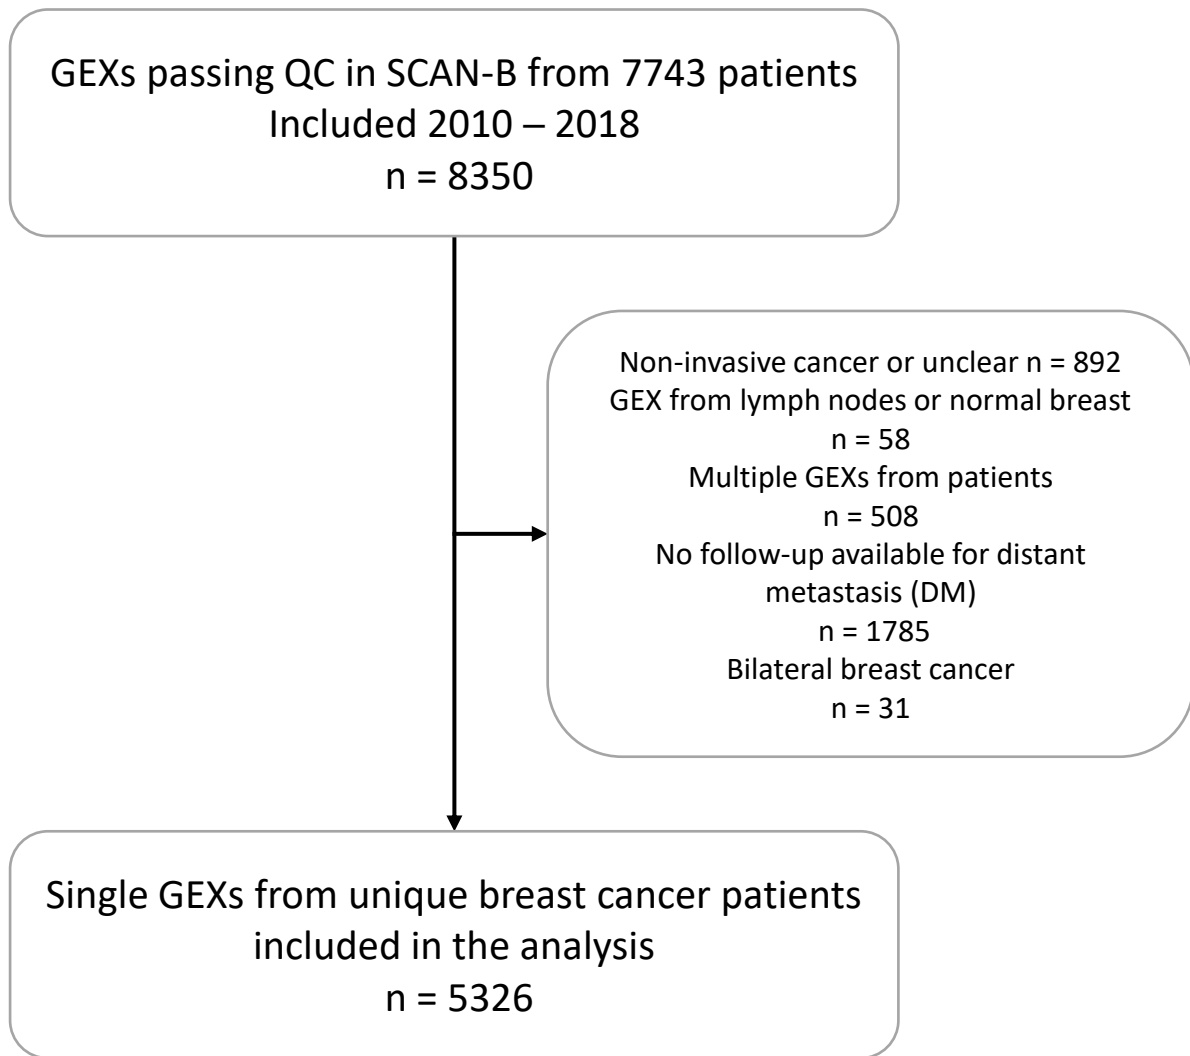 GEXs passing QC in SCAN-B from 7743 patients
Included 2010 – 2018
n = 8350
Non-invasive cancer or unclear n = 892
GEX from lymph nodes or normal breast
n = 58
Multiple GEXs from patients
n = 508
No follow-up available for distant
metastasis (DM)
n = 1785
Bilateral breast cancer
n = 31
Single GEXs from unique breast cancer patients
included in the analysis
n = 5326